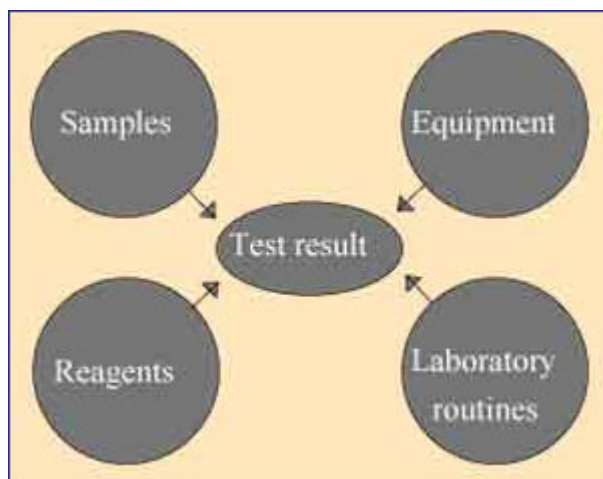 Samples
Equipment
Test result
Reagents
Laboratory
routines